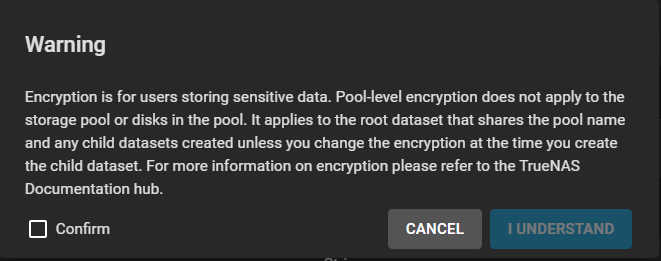 Warning
Encryption is for users storing sensitive data. Pool-level encryption does not apply to the
storage pool or disks in the pool. It applies to the root dataset that shares the pool name
and any child datasets created unless you change the encryption at the time you create
the child dataset. For more information on encryption please refer to the TrueNAS
Documentation hub.
Confirm
CANCEL
I UNDERSTAND